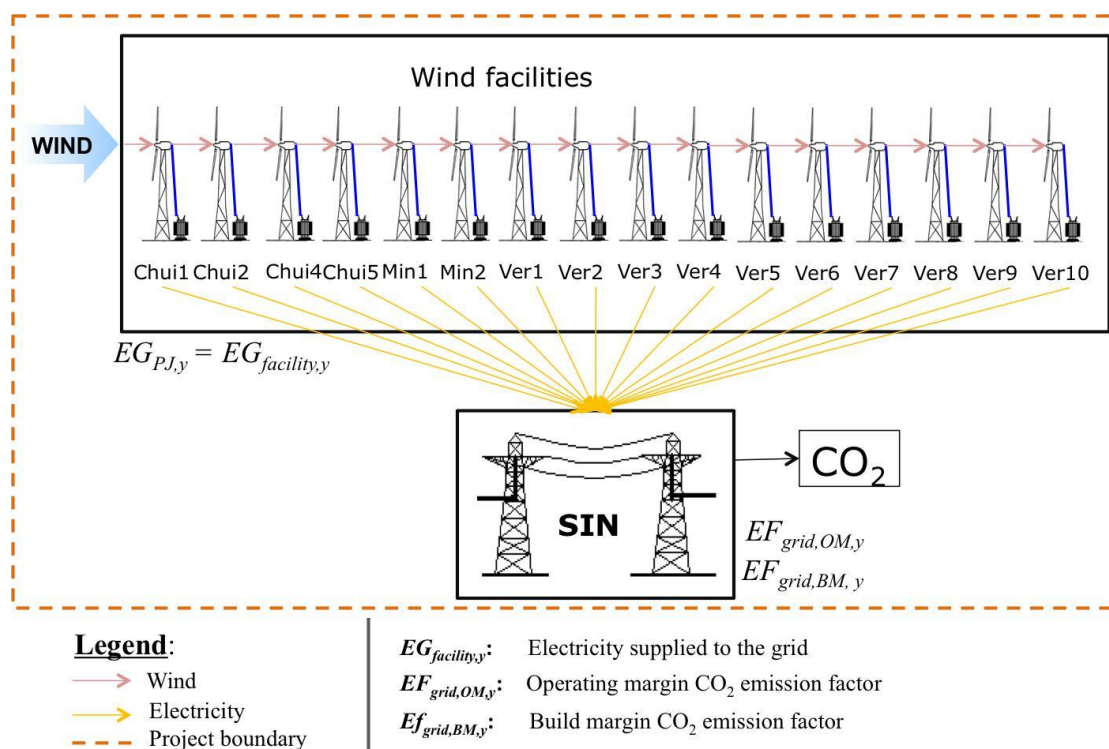 Wind facilities
WIND
Chui1 Chui2 Chui4 Chui5 Min1 Min2 Ver1 Ver2 Ver3 Ver4 Ver5 Ver6 Ver7 Ver8 Ver9 Ver10
EG_PJ,y = EG_facility,y
CO₂
SIN
EF_grid,OM,y
EF_grid,BM, y
Legend:
Wind
Electricity
Project boundary
EG_facility,y: Electricity supplied to the grid
EF_grid,OM,y: Operating margin CO₂ emission factor
Ef_grid,BM,y: Build margin CO₂ emission factor